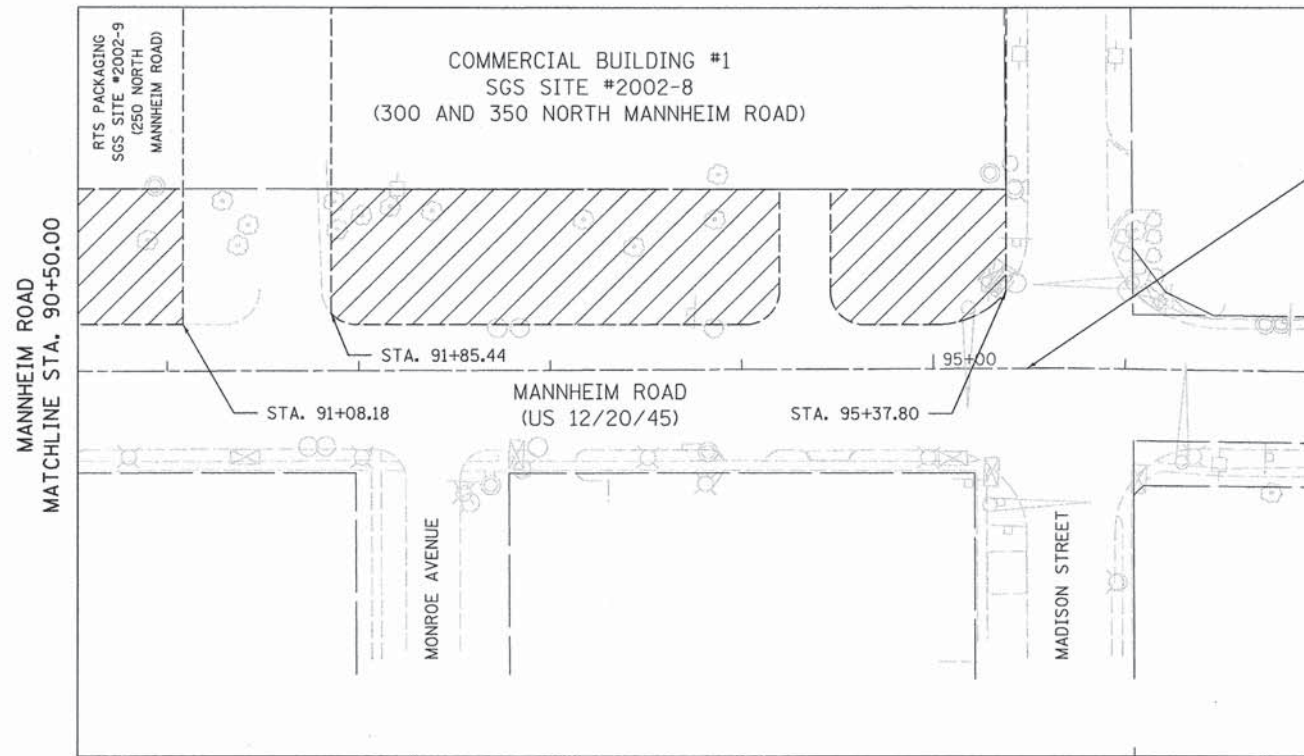 RTS PACKAGING
SGS SITE #2002-9
(250 NORTH
MANNHEIM ROAD)
COMMERCIAL BUILDING #1
SGS SITE #2002-8
(300 AND 350 NORTH MANNHEIM ROAD)
MANNHEIM ROAD
MATCHLINE STA. 90+50.00
STA. 91+85.44
95+00
MANNHEIM ROAD
(US 12/20/45)
STA. 91+08.18
STA. 95+37.80
MONROE AVENUE
MADISON STREET